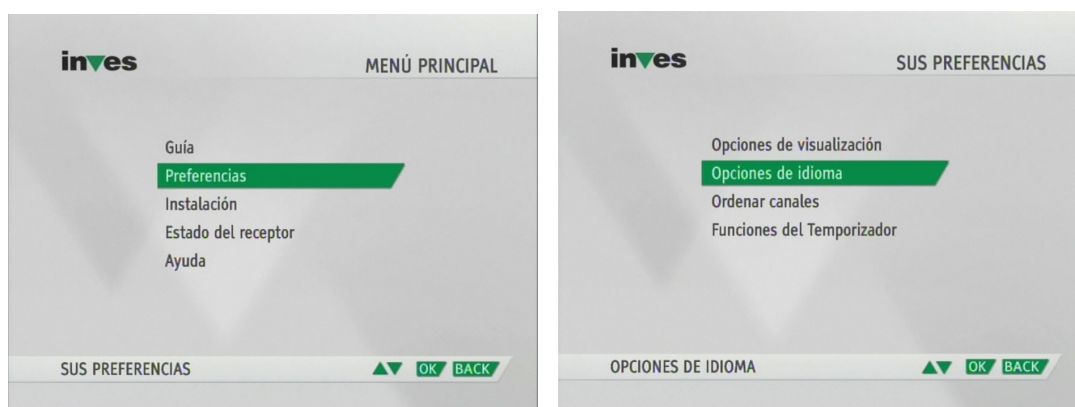 inves
MENÚ PRINCIPAL
Guía
Preferencias
Instalación
Estado del receptor
Ayuda
SUS PREFERENCIAS
OK BACK
inves
SUS PREFERENCIAS
Opciones de visualización
Opciones de idioma
Ordenar canales
Funciones del Temporizador
OPCIONES DE IDIOMA
OK BACK